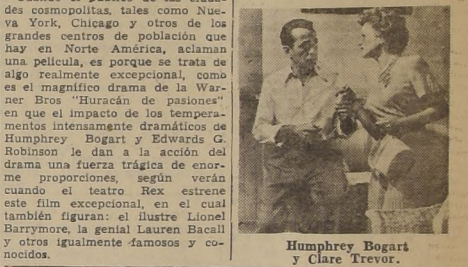 des cosmopolitas, tales como Nue-
va York, Chicago y otros de los
grandes centros de población que
hay en Norte América, aclaman
una película, es porque se trata de
algo realmente excepcional, como
es el magnífico drama de la War-
ner Bros "Huracán de pasiones"
en que el impacto de los tempera-
mentos intensamente dramáticos de
Humphrey Bogart y Edwards G.
Robinson le dan a la acción del
drama una fuerza trágica de enor-
me proporciones, según verán
cuando el teatro Rex estrene
este film excepcional, en el cual
también figuran: el ilustre Lionel
Barrymore, la genial Lauren Bacall
y otros igualmente famosos y co-
nocidos.
Humphrey Bogart
y Clare Trevor.